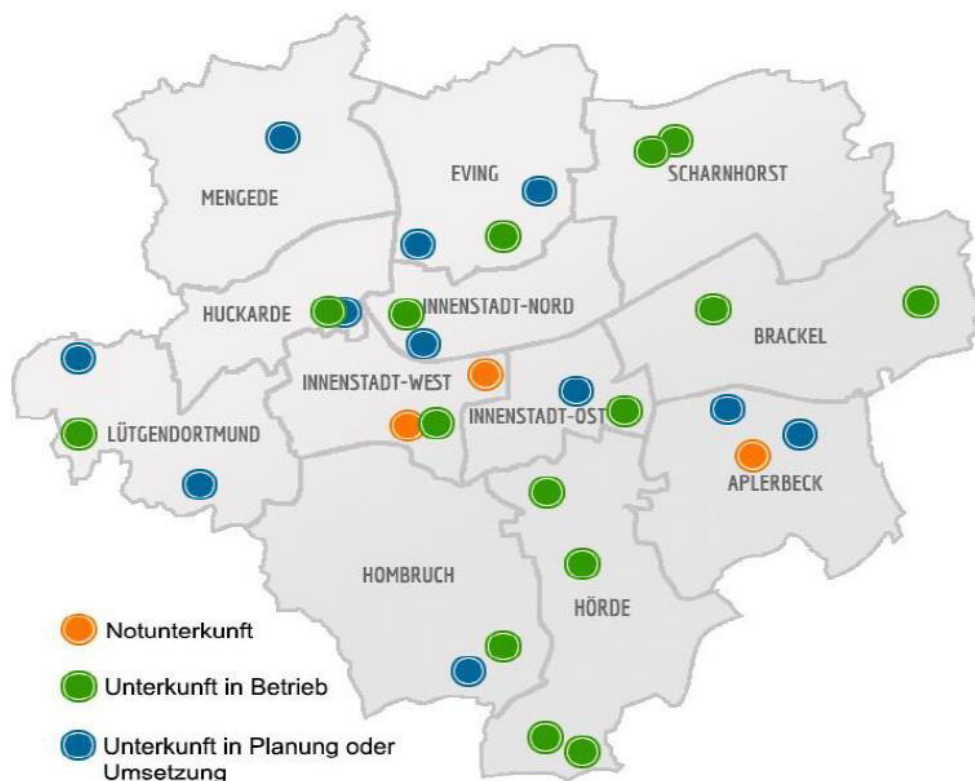 EVING
SCHARNHORST
MENGEDE
HUCKARDE
INNENSTADT-NORD
BRACKEL
INNENSTADT-WEST
INNENSTADT-OST
LÜTGENDORTMUND
APLERBECK
HOMBRUCH
HÖRDE
Notunterkunft
Unterkunft in Betrieb
Unterkunft in Planung oder
Umsetzung